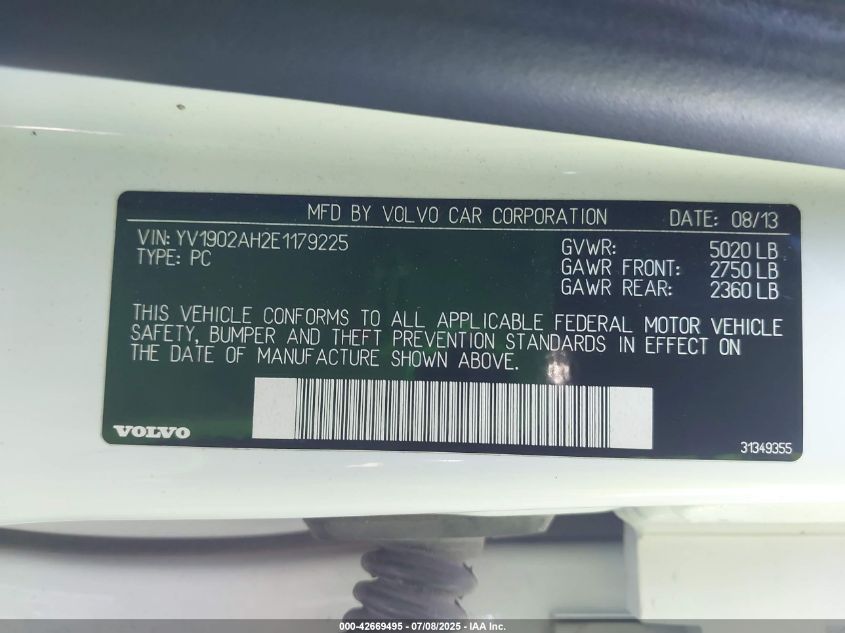 MFD BY VOLVO CAR CORPORATION DATE: 08/13
VIN: YV1902AH2E1179225
TYPE: PC
GVWR: 5020 LB
GAWR FRONT: 2750 LB
GAWR REAR: 2360 LB
THIS VEHICLE CONFORMS TO ALL APPLICABLE FEDERAL MOTOR VEHICLE
SAFETY, BUMPER AND THEFT PREVENTION STANDARDS IN EFFECT ON
THE DATE OF MANUFACTURE SHOWN ABOVE.
VOLVO
31349355
000-42669495 - 07/08/2025 - IAA Inc.